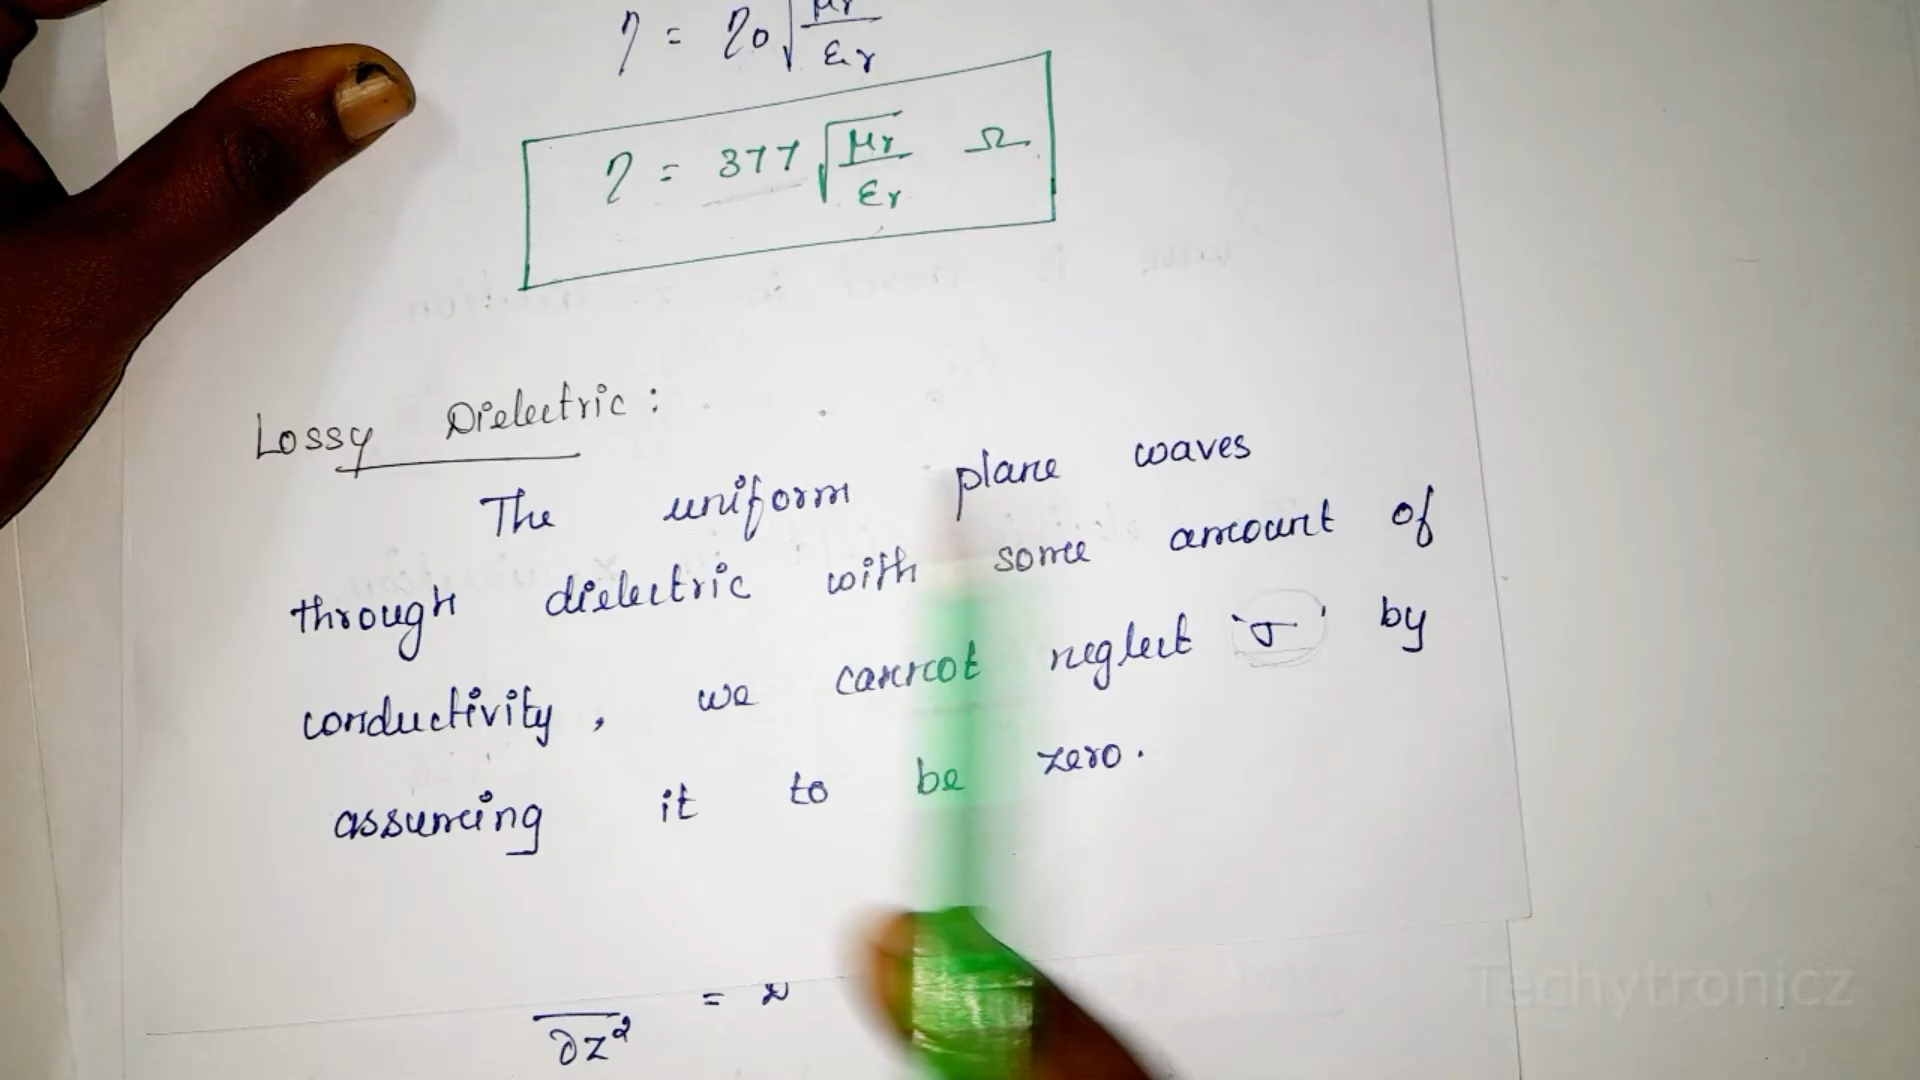 η = η0 √μr/εr
η = 377 √μr/εr Ω
Lossy Dielectric :
The uniform plane waves
through dielectric with some amount of
conductivity, we cannot neglect 'σ' by
assuming it to be zero.
∂z² =
Techytronicz